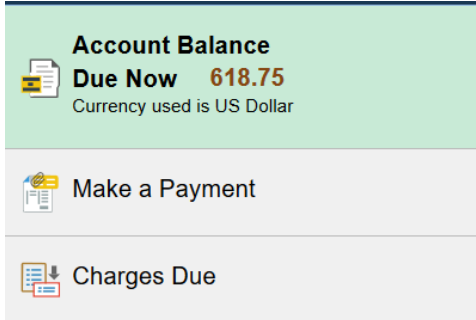 Account Balance
Due Now 618.75
Currency used is US Dollar
Make a Payment
Charges Due